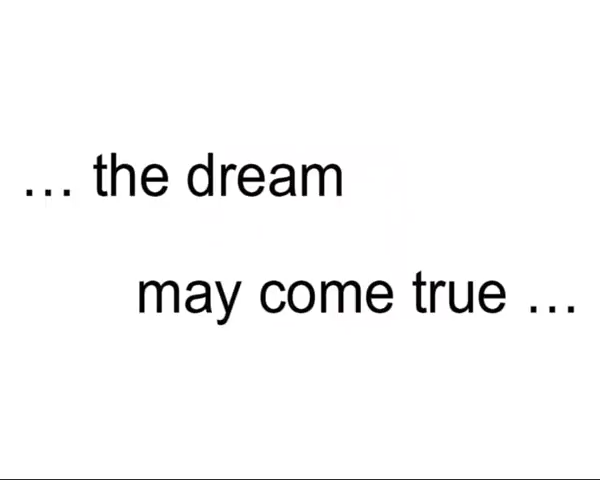 … the dream
may come true …